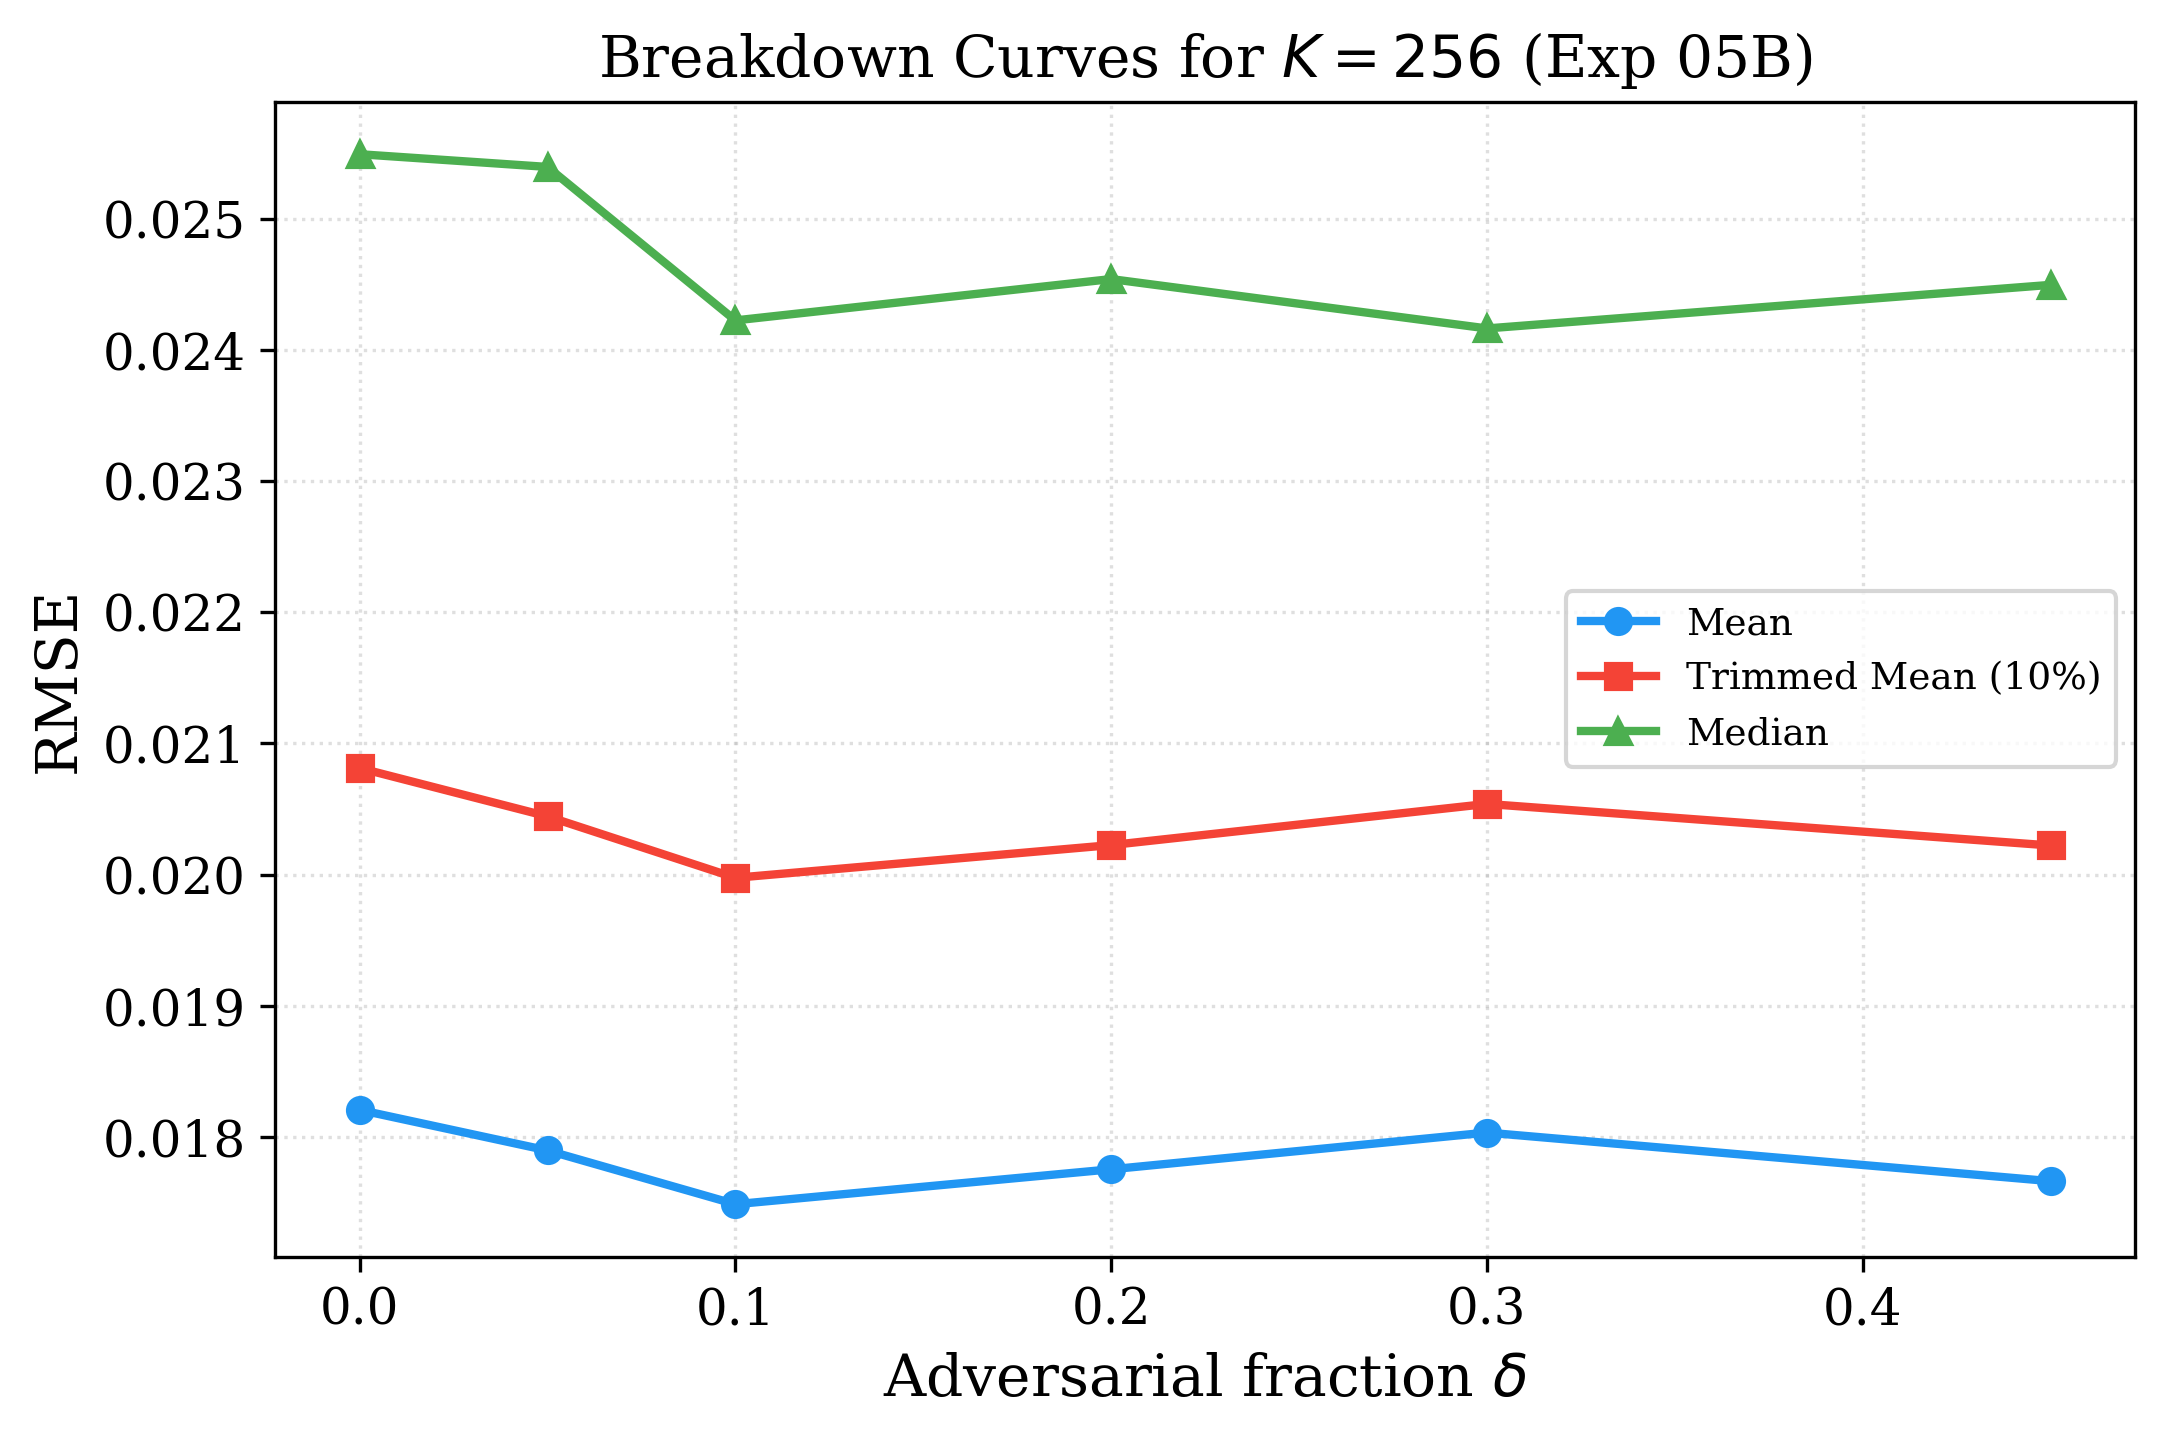 Breakdown Curves for K = 256 (Exp 05B)
RMSE
0.025
0.024
0.023
0.022
0.021
0.020
0.019
0.018
Mean
Trimmed Mean (10%)
Median
0.0 0.1 0.2 0.3 0.4
Adversarial fraction δ